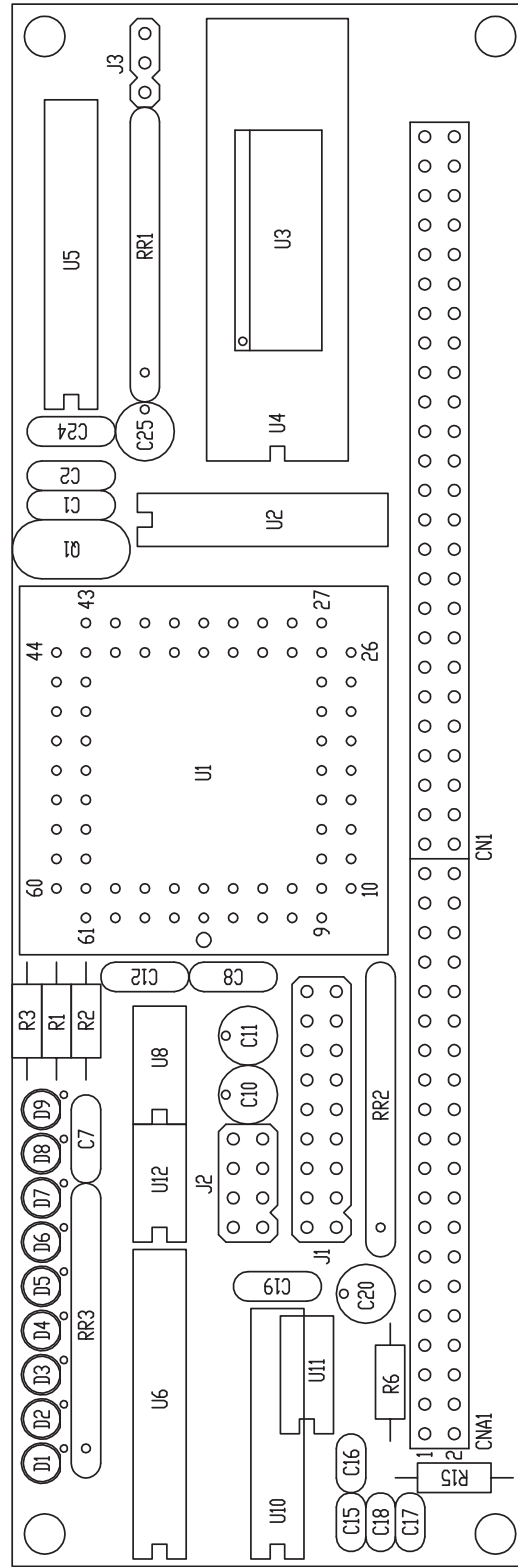 J3
U5
RR1
U3
U4
C24
C25
C2
C1
Q1
U2
43
44
27
26
U1
60
61
10
9
CN1
R3
R1
R2
C12
C8
U8
C11
C10
RR2
D9
D8
D7
D6
D5
D4
D3
D2
D1
C7
RR3
U12
J2
J1
C19
C20
U6
U11
U10
R6
C16
C15
C18
C17
R15
1
2
CNA1